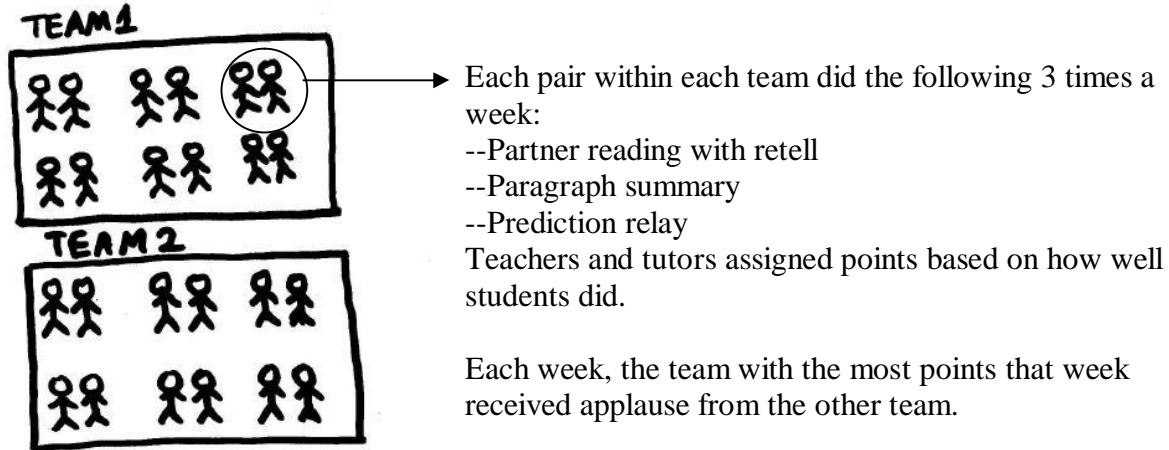 TEAM1
Each pair within each team did the following 3 times a
week:
--Partner reading with retell
--Paragraph summary
--Prediction relay
Teachers and tutors assigned points based on how well
students did.
TEAM 2
Each week, the team with the most points that week
received applause from the other team.